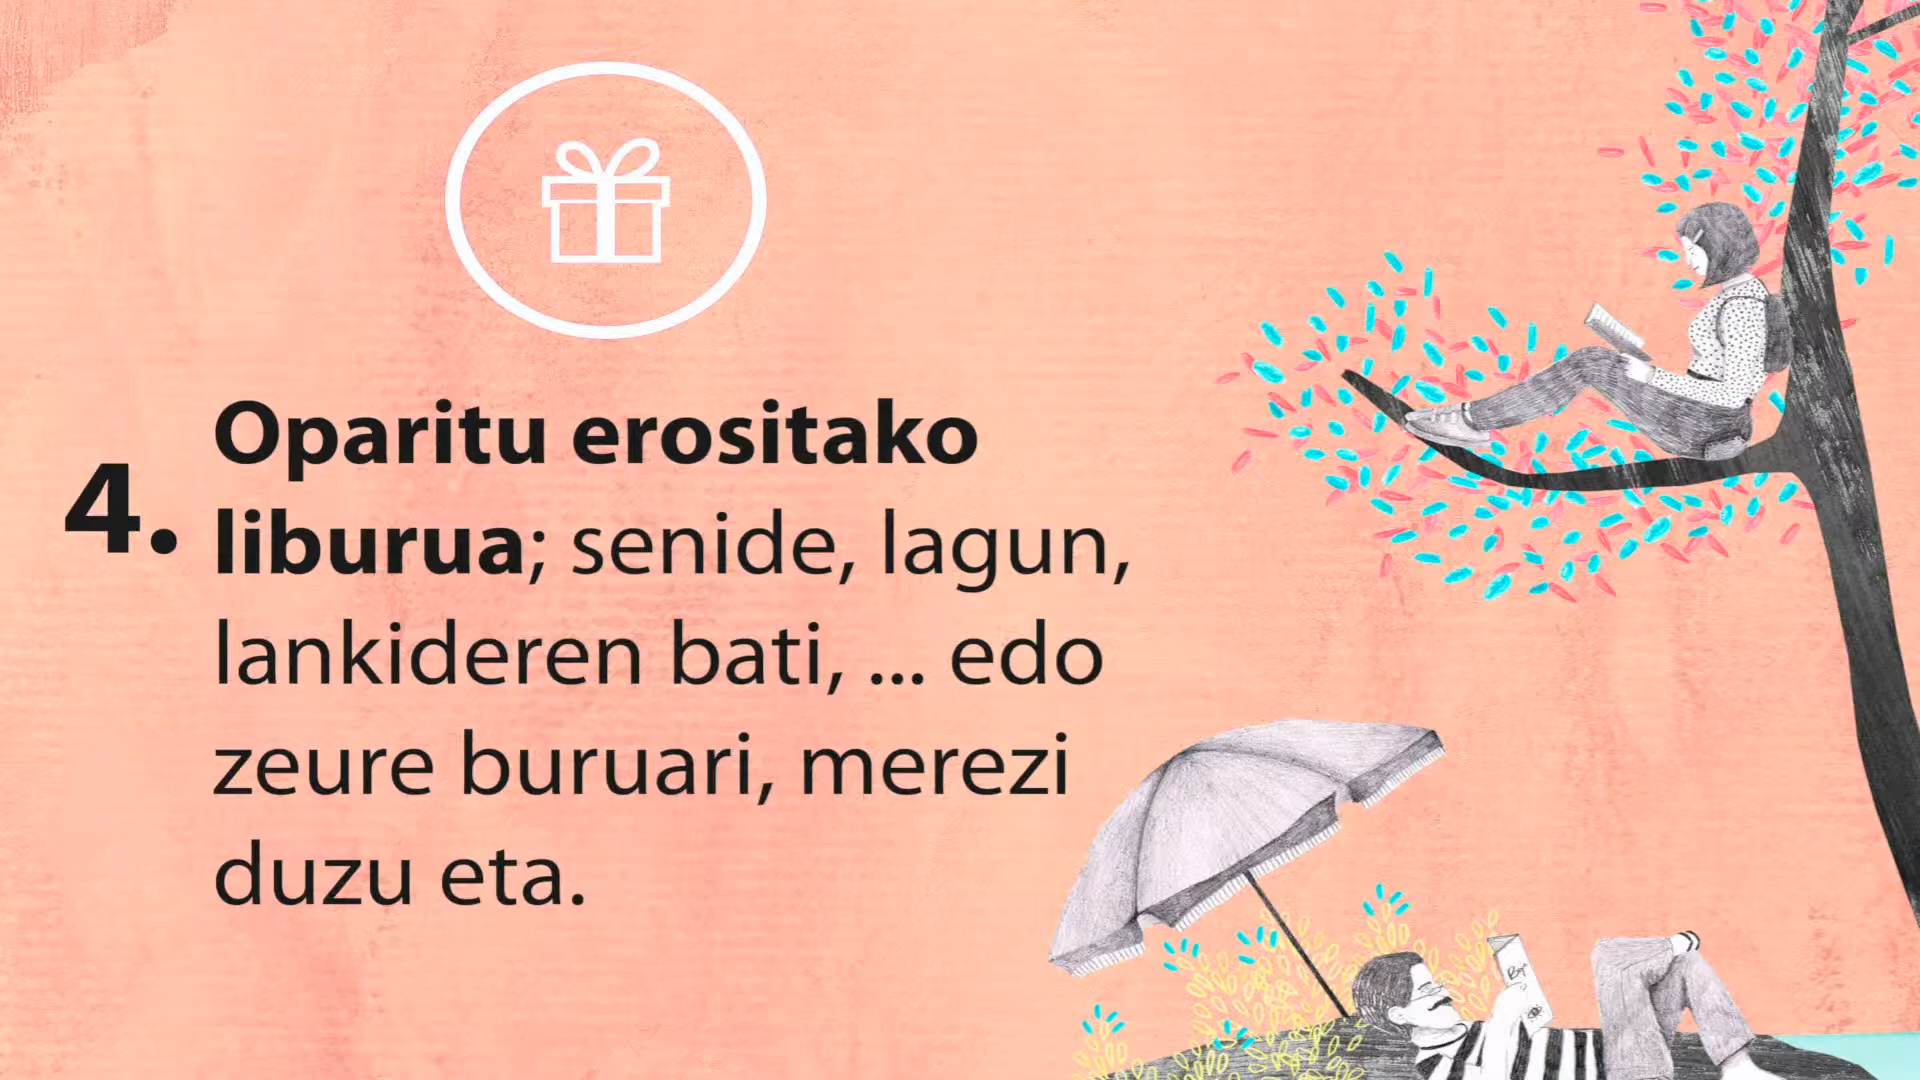 4. Oparitu erositako
liburua; senide, lagun,
lankideren bati, ... edo
zeure buruari, merezi
duzu eta.